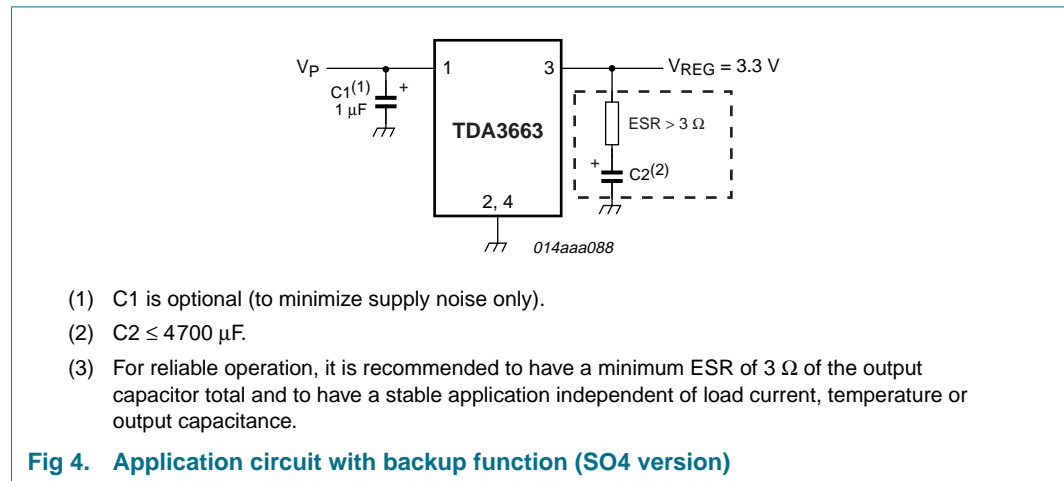 V_P
1
3
V_REG = 3.3 V
C1(1)
+
1 μF
ESR > 3 Ω
TDA3663
+
C2(2)
2, 4
014aaa088
(1) C1 is optional (to minimize supply noise only).
(2) C2 ≤ 4700 μF.
(3) For reliable operation, it is recommended to have a minimum ESR of 3 Ω of the output
capacitor total and to have a stable application independent of load current, temperature or
output capacitance.
Fig 4. Application circuit with backup function (SO4 version)